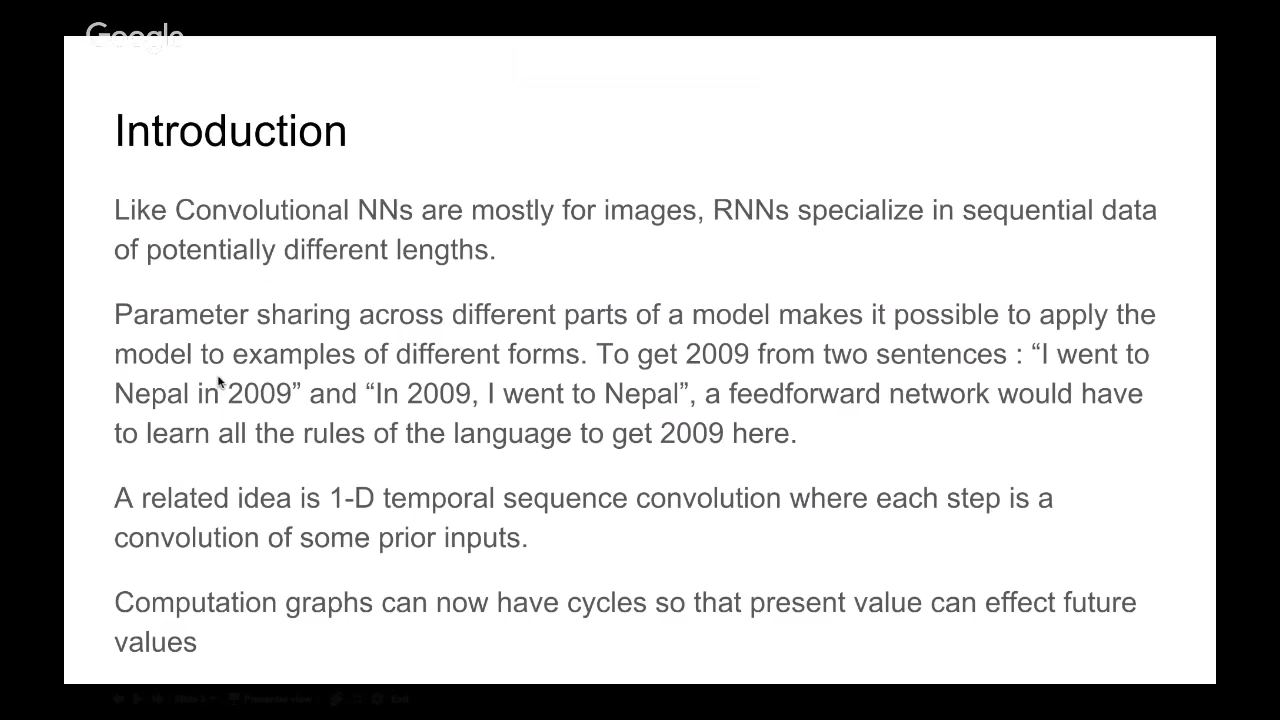 Google
Introduction
Like Convolutional NNs are mostly for images, RNNs specialize in sequential data
of potentially different lengths.
Parameter sharing across different parts of a model makes it possible to apply the
model to examples of different forms. To get 2009 from two sentences : “I went to
Nepal in 2009” and “In 2009, I went to Nepal”, a feedforward network would have
to learn all the rules of the language to get 2009 here.
A related idea is 1-D temporal sequence convolution where each step is a
convolution of some prior inputs.
Computation graphs can now have cycles so that present value can effect future
values
Presenter view
Exit